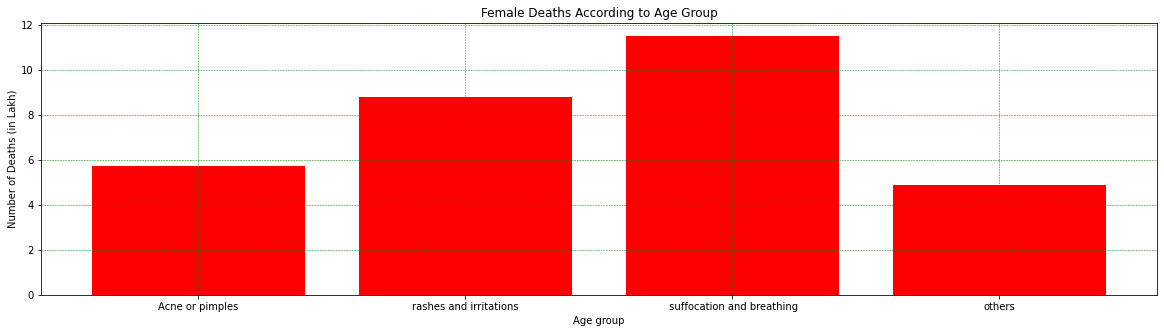 Female Deaths According to Age Group
Number of Deaths (in Lakh)
12
10
8
6
4
2
0
Acne or pimples rashes and irritations suffocation and breathing others
Age group